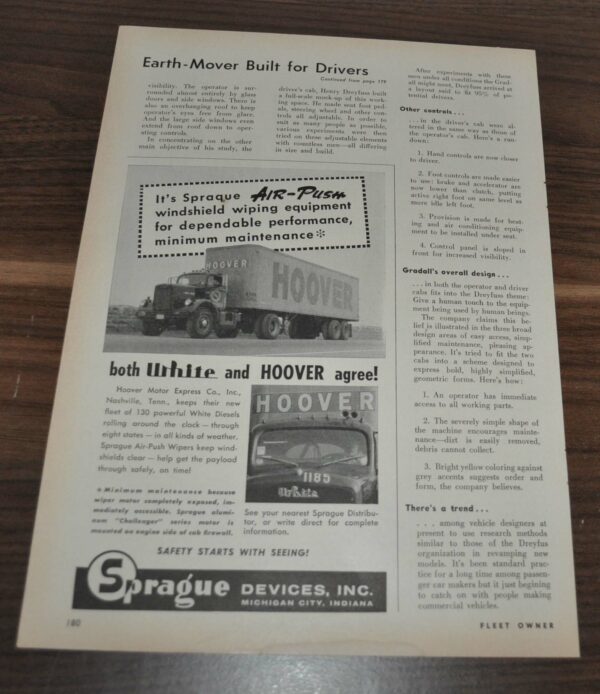 Earth-Mover Built for Drivers
Continued from page 179
visibility. The operator is sur-
rounded almost entirely by glass
doors and side windows. There is
also an overhanging roof to keep
operator's eyes free from glare.
And the large side windows even
extend from roof down to oper-
ating controls.
In concentrating on the other
main objective of his study, the
driver's cab, Henry Dreyfuss built
a full-scale mock-up of this work-
ing space. He made seat foot ped-
als, steering wheel and other con-
trols all adjustable. In order to
suit as many people as possible,
various experiments were then
tried on these adjustable elements
with countless men—all differing
in size and build.
After experiments with these
men under all conditions the Grad-
all might meet, Dreyfuss arrived at
a layout said to fit 95% of po-
tential drivers.
Other controls . . .
. . . in the driver's cab were al-
tered in the same way as those of
the operator's cab. Here's a run-
down:
1. Hand controls are now closer
to driver.
2. Foot controls are made easier
to use: brake and accelerator are
now lower than clutch, putting
active right foot on same level as
more idle left foot.
3. Provision is made for heat-
ing and air conditioning equip-
ment to be installed under seat.
4. Control panel is sloped in
front for increased visibility.
Gradall's overall design . . .
. . . in both the operator and driver
cabs fits into the Dreyfuss theme:
Give a human touch to the equip-
ment being used by human beings.
The company claims this be-
lief is illustrated in the three broad
design areas of easy access, simp-
lified maintenance, pleasing ap-
pearance. It's tried to fit the two
cabs into a scheme designed to
express bold, highly simplified,
geometric forms. Here's how:
1. An operator has immediate
access to all working parts.
2. The severely simple shape of
the machine encourages mainte-
nance—dirt is easily removed,
debris cannot collect.
3. Bright yellow coloring against
grey accents suggests order and
form, the company believes.
There's a trend . . .
. . . among vehicle designers at
present to use research methods
similar to those of the Dreyfus
organization in revamping new
models. It's been standard prac-
tice for a long time among passen-
ger car makers but it just begining
to catch on with people making
commercial vehicles.
It's Sprague AIR-PUSH
windshield wiping equipment
for dependable performance,
minimum maintenance*
HOOVER
HOOVER
both White and HOOVER agree!
Hoover Motor Express Co., Inc.,
Nashville, Tenn., keeps their new
fleet of 130 powerful White Diesels
rolling around the clock — through
eight states — in all kinds of weather.
Sprague Air-Push Wipers keep wind-
shields clear — help get the payload
through safely, on time!
* Minimum maintenance because
wiper motor completely exposed, im-
mediately accessible. Sprague alumi-
num "Challenger" series motor is
mounted on engine side of cab firewall.
HOOVER
1185
White
See your nearest Sprague Distribu-
tor, or write direct for complete
information.
SAFETY STARTS WITH SEEING!
Sprague DEVICES, INC.
MICHIGAN CITY, INDIANA
180
FLEET OWNER